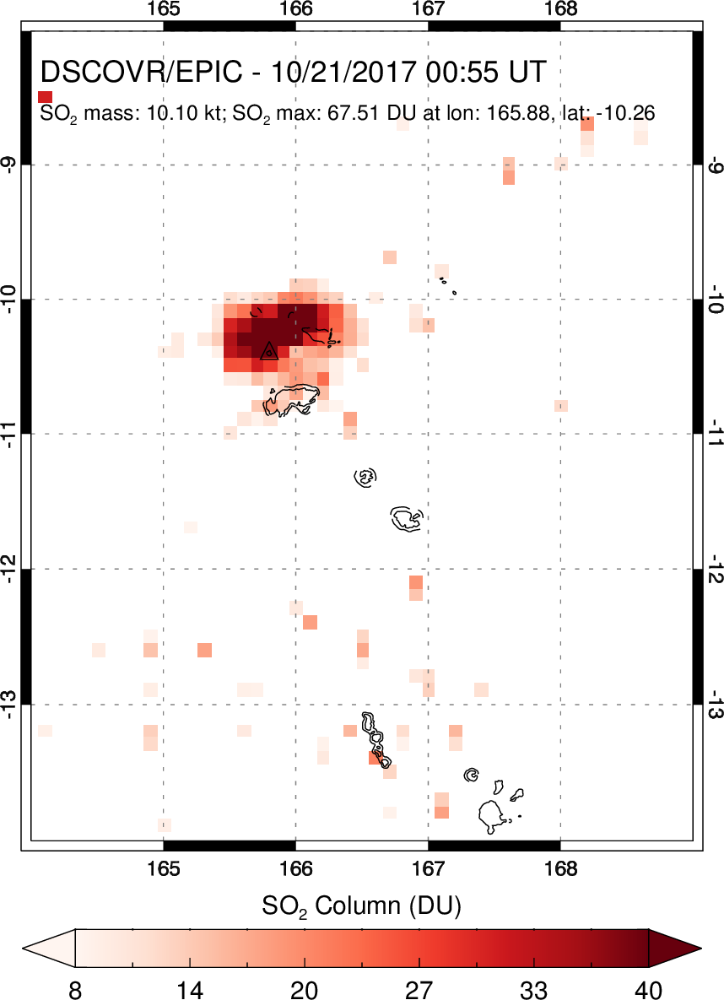 165 166 167 168
DSCOVR/EPIC - 10/21/2017 00:55 UT
SO₂ mass: 10.10 kt; SO₂ max: 67.51 DU at lon: 165.88, lat: -10.26
-9 -9
-10 -10
-11 -11
-12 -12
-13 -13
165 166 167 168
SO₂ Column (DU)
8 14 20 27 33 40